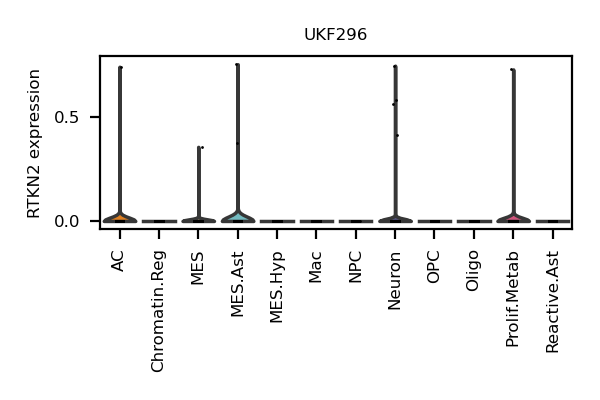 UKF296
RTKN2 expression
0.5
0.0
AC
Chromatin.Reg
MES
MES.Ast
MES.Hyp
Mac
NPC
Neuron
OPC
Oligo
Prolif.Metab
Reactive.Ast